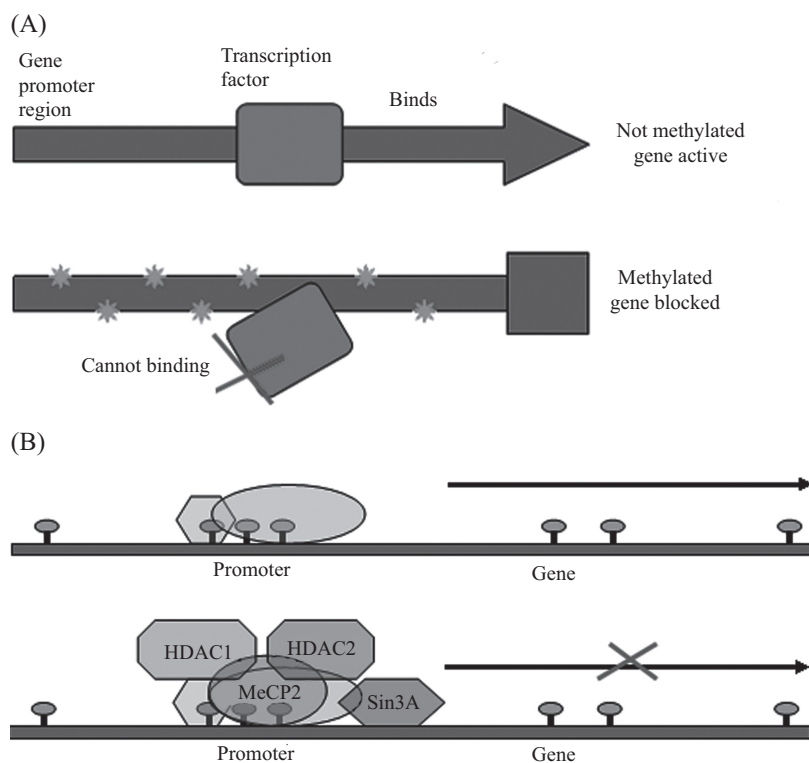 (A)
Gene
promoter
region
Transcription
factor
Binds
Not methylated
gene active
Methylated
gene blocked
Cannot binding
(B)
Promoter
Gene
HDAC1
HDAC2
MeCP2
Sin3A
Promoter
Gene